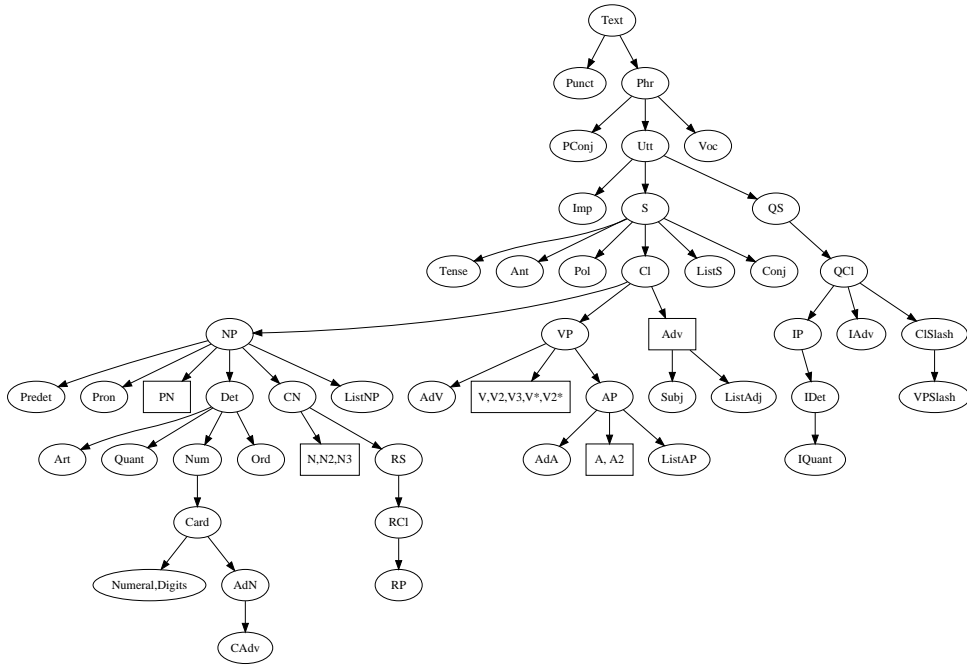 Text
Punct
Phr
PConj
Utt
Voc
Imp
S
QS
Tense
Ant
Pol
Cl
ListS
Conj
QCl
NP
VP
Adv
IP
IAdv
ClSlash
Predet
Pron
PN
Det
CN
ListNP
AdV
V,V2,V3,V*,V2*
AP
Subj
ListAdj
IDet
VPSlash
Art
Quant
Num
Ord
N,N2,N3
RS
AdA
A, A2
ListAP
IQuant
Card
RCl
Numeral,Digits
AdN
RP
CAdv